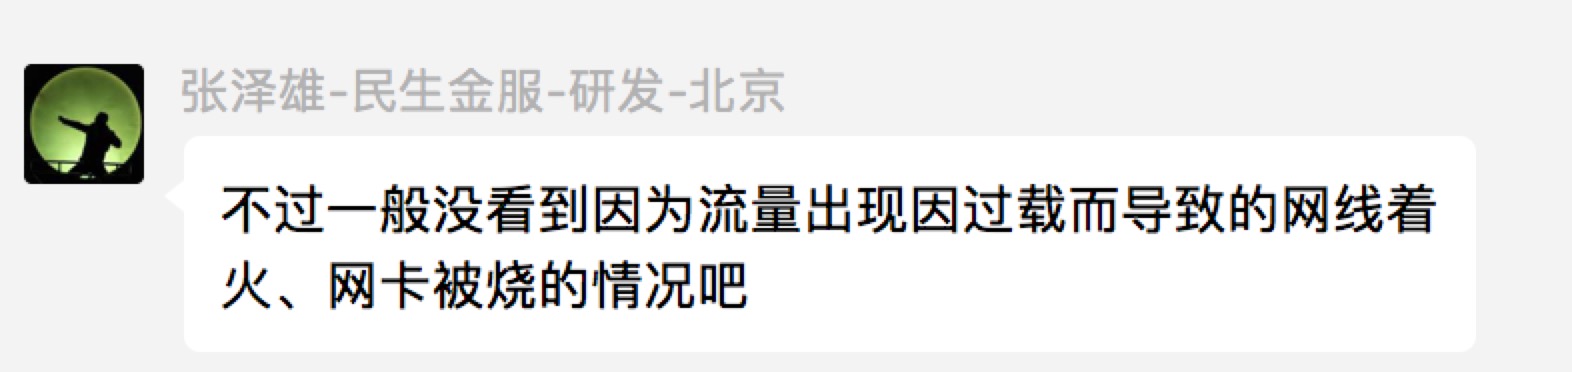 张泽雄-民生金服-研发-北京
不过一般没看到因为流量出现因过载而导致的网线着
火、网卡被烧的情况吧